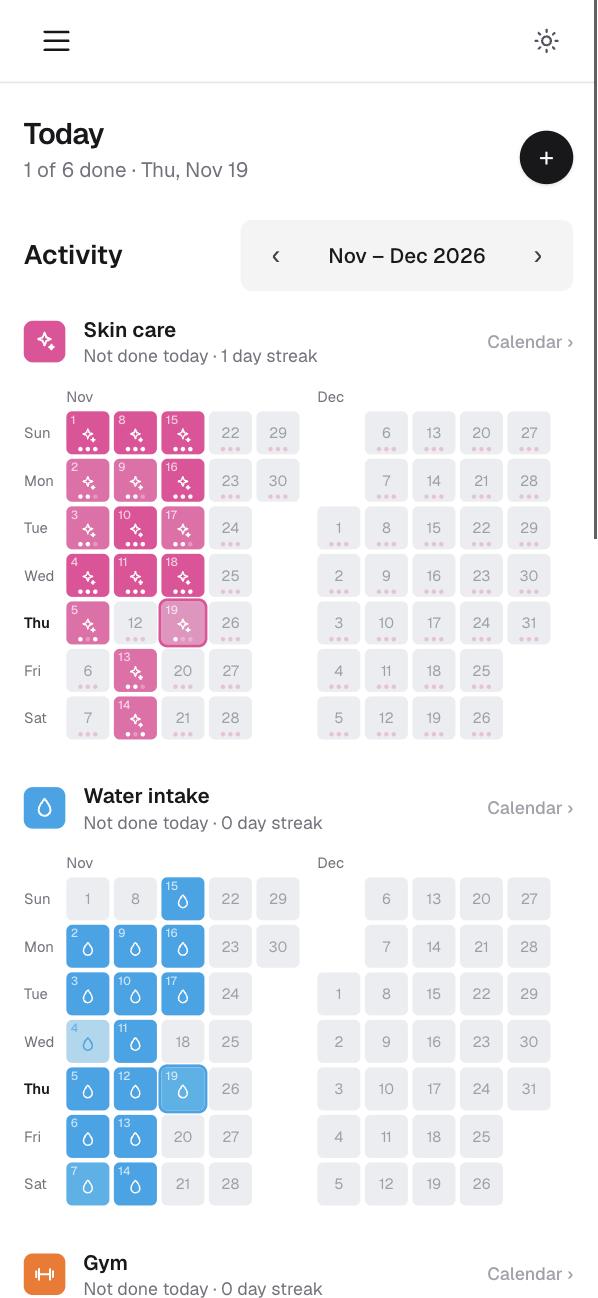 Today
1 of 6 done · Thu, Nov 19
+
Activity
‹ Nov – Dec 2026 ›
Skin care
Not done today · 1 day streak
Calendar ›
Nov Dec
Sun 1 8 15 22 29 6 13 20 27
Mon 2 9 16 23 30 7 14 21 28
Tue 3 10 17 24 1 8 15 22 29
Wed 4 11 18 25 2 9 16 23 30
Thu 5 12 19 26 3 10 17 24 31
Fri 6 13 20 27 4 11 18 25
Sat 7 14 21 28 5 12 19 26
Water intake
Not done today · 0 day streak
Calendar ›
Nov Dec
Sun 1 8 15 22 29 6 13 20 27
Mon 2 9 16 23 30 7 14 21 28
Tue 3 10 17 24 1 8 15 22 29
Wed 4 11 18 25 2 9 16 23 30
Thu 5 12 19 26 3 10 17 24 31
Fri 6 13 20 27 4 11 18 25
Sat 7 14 21 28 5 12 19 26
Gym
Not done today · 0 day streak
Calendar ›